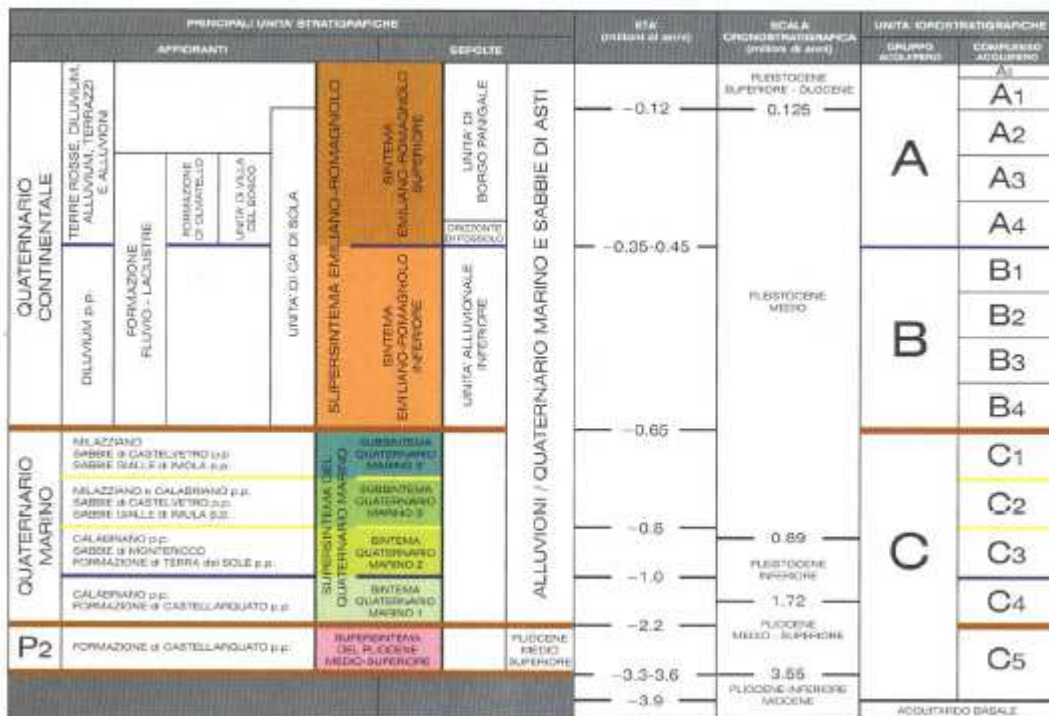 PRINCIPALI UNITA' STRATIGRAFICHE
AFFIORANTI
SEPOLTE
ETÀ
(milioni di anni)
SCALA
CRONOSTRATIGRAFICA
(milioni di anni)
UNITÀ IDROSTRATIGRAFICHE
GRUPPO
ACQUIFERO
COMPLESSO
ACQUIFERO
QUATERNARIO
CONTINENTALE
TERRE ROSSE, DILUVIUM,
ALLUVIUM, TERRAZZI
E ALLUVIONI
DILUVIUM p.p.
FORMAZIONE
FLUVIO - LACUSTRE
FORMAZIONE
DI OLMATELLO
UNITA' DI VILLA
DEL BOSCO
UNITA' DI CA' DI SOLA
SUPERSINTEMA EMILIANO-ROMAGNOLO
SINTEMA
EMILIANO-ROMAGNOLO
SUPERIORE
SINTEMA
EMILIANO-ROMAGNOLO
INFERIORE
UNITA' DI
BORGO PANIGALE
ORIZZONTE
DI FOSSOLO
UNITA' ALLUVIONALE
INFERIORE
ALLUVIONI / QUATERNARIO MARINO E SABBIE DI ASTI
QUATERNARIO
MARINO
MILAZZIANO
SABBIE di CASTELVETRO p.p.
SABBIE GIALLE di IMOLA p.p.
MILAZZIANO e CALABRIANO p.p.
SABBIE di CASTELVETRO p.p.
SABBIE GIALLE di IMOLA p.p.
CALABRIANO p.p.
SABBIE di MONTERICCO
FORMAZIONE di TERRA del SOLE p.p.
CALABRIANO p.p.
FORMAZIONE di CASTELLARQUATO p.p.
SUPERSINTEMA DEL
QUATERNARIO MARINO
SUBSINTEMA
QUATERNARIO
MARINO 3'
SUBSINTEMA
QUATERNARIO
MARINO 3
SINTEMA
QUATERNARIO
MARINO 2
SINTEMA
QUATERNARIO
MARINO 1
P2
FORMAZIONE di CASTELLARQUATO p.p.
SUPERSINTEMA
DEL PLIOCENE
MEDIO-SUPERIORE
PLIOCENE
MEDIO
SUPERIORE
-0.12
-0.35-0.45
-0.65
-0.8
-1.0
-2.2
-3.3-3.6
-3.9
PLEISTOCENE
SUPERIORE - OLOCENE
0.125
PLEISTOCENE
MEDIO
0.89
PLEISTOCENE
INFERIORE
1.72
PLIOCENE
MEDIO - SUPERIORE
3.55
PLIOCENE INFERIORE
MIOCENE
A
B
C
A1
A2
A3
A4
B1
B2
B3
B4
C1
C2
C3
C4
C5
ACQUITARDO BASALE